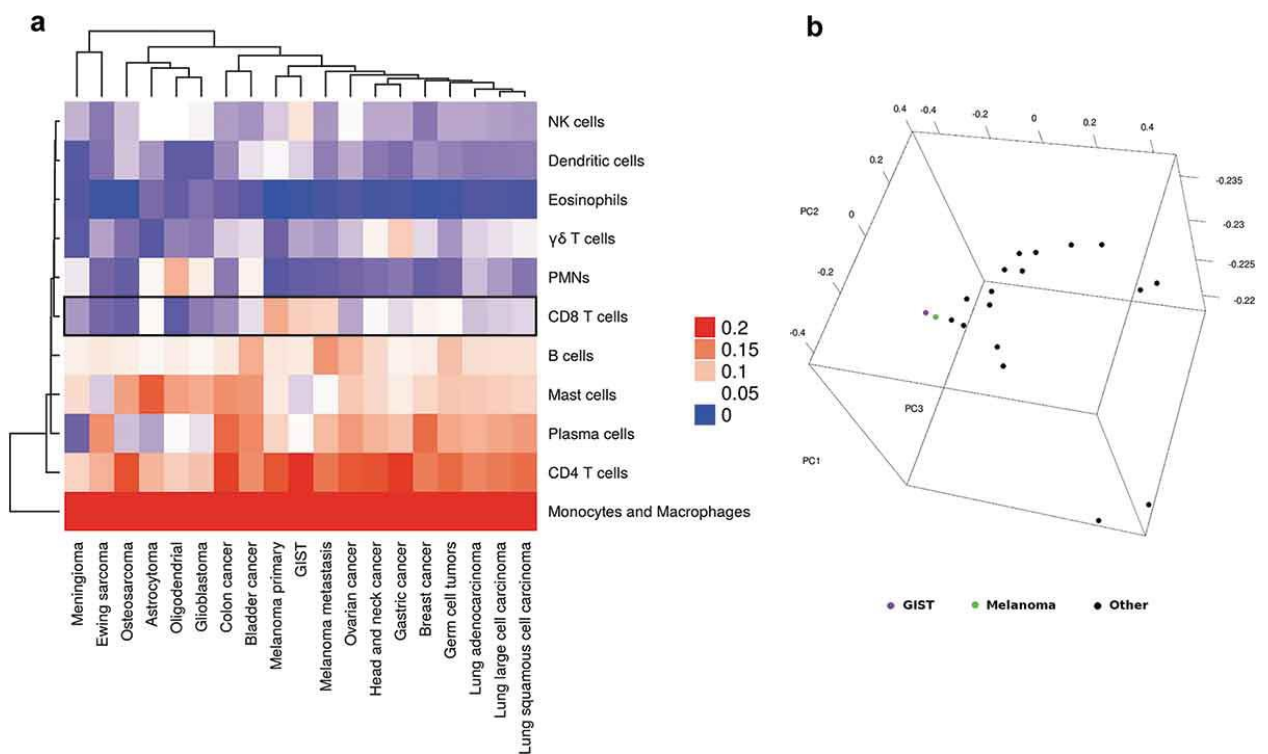 a
NK cells
Dendritic cells
Eosinophils
γδ T cells
PMNs
CD8 T cells
B cells
Mast cells
Plasma cells
CD4 T cells
Monocytes and Macrophages
Meningioma
Ewing sarcoma
Osteosarcoma
Astrocytoma
Oligodendrial
Glioblastoma
Colon cancer
Bladder cancer
Melanoma primary
GIST
Melanoma metastasis
Ovarian cancer
Head and neck cancer
Gastric cancer
Breast cancer
Germ cell tumors
Lung adenocarcinoma
Lung large cell carcinoma
Lung squamous cell carcinoma
0.2
0.15
0.1
0.05
0
b
0.4
-0.4
-0.2
0
0.2
0.4
0.2
0
-0.2
-0.4
PC2
-0.235
-0.23
-0.225
-0.22
PC3
PC1
GIST
Melanoma
Other